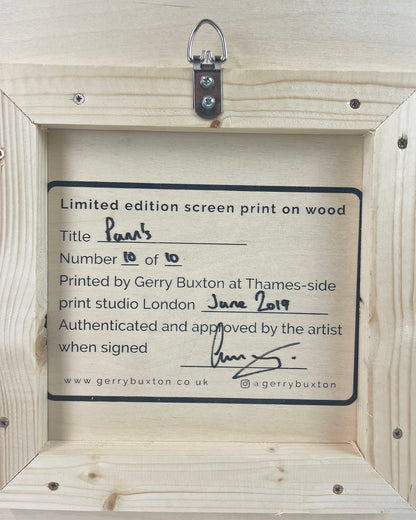 Limited edition screen print on wood
Title
Number 10 of 10
Printed by Gerry Buxton at Thames-side
print studio London June 2019
Authenticated and approved by the artist
when signed
www.gerrybuxton.co.uk @gerrybuxton